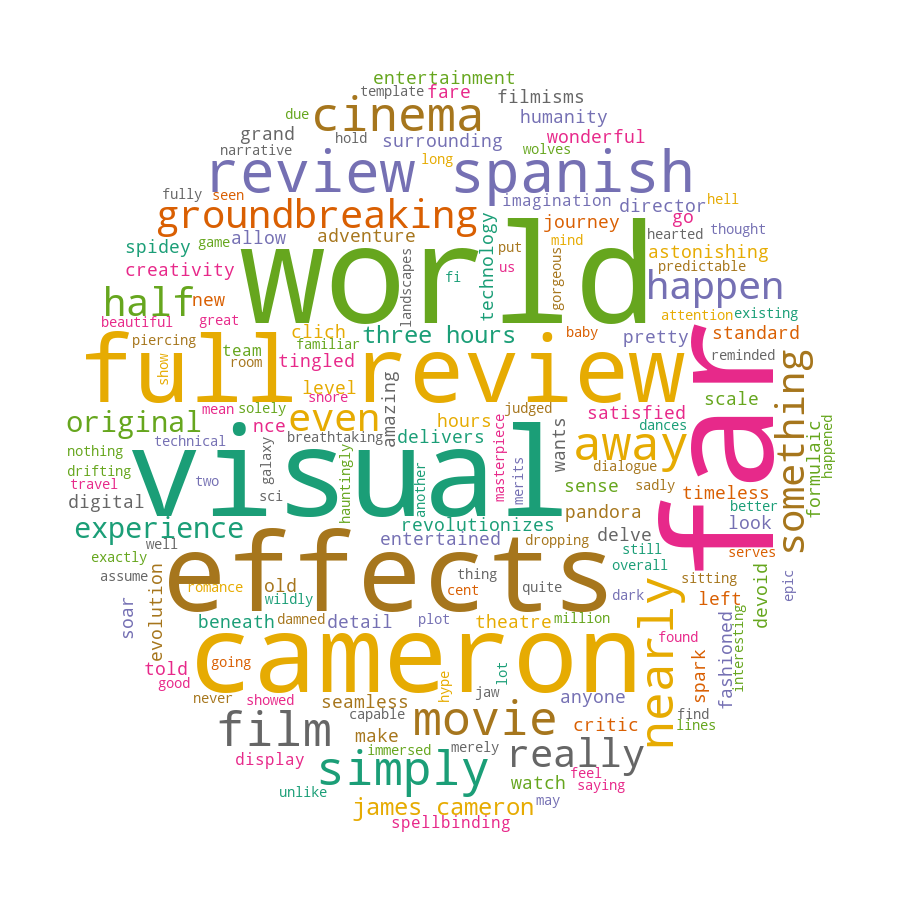 entertainment
template fare
filmisms
due
cinema
humanity
grand
hold
surrounding
wonderful
narrative
long
wolves
review spanish
fully seen
imagination director hell
groundbreaking
journey go
hearted thought
spidey game allow adventure
technology
put mind
gorgeous
astonishing
world
creativity
landscapes
fi
us
predictable
happen
half new
beautiful great
clich
three hours
baby pretty
attention existing
standard
piercing
team familiar
full review
far
room tingled
show
level
snore
amazing
reminded
something
scale
original
mean solely
nce even
hours
judged
satisfied
dances
formulaic
happened
nothing
technical
breathtaking delivers
masterpiece
wants
away
galaxy
drifting
travel
two
visual
hauntingly
another
merits
dialogue
sense
sadly timeless
digital
sci
pandora
better
experience
revolutionizes
look
well
entertained dropping delve
still
serves
exactly
effects
overall
assume
evolution
romance old
thing
cent
quite
dark
sitting
devoid
epic
wildly
left
soar
beneath damned detail plot theatre million
nearly
fashioned
interesting
told going
cameron
found
spark
good
never showed seamless
hype
lot
jaw
anyone
capable
movie
critic
find
lines
film
make
immersed merely
really
display
simply
feel
watch saying
unlike
james cameron may
spellbinding